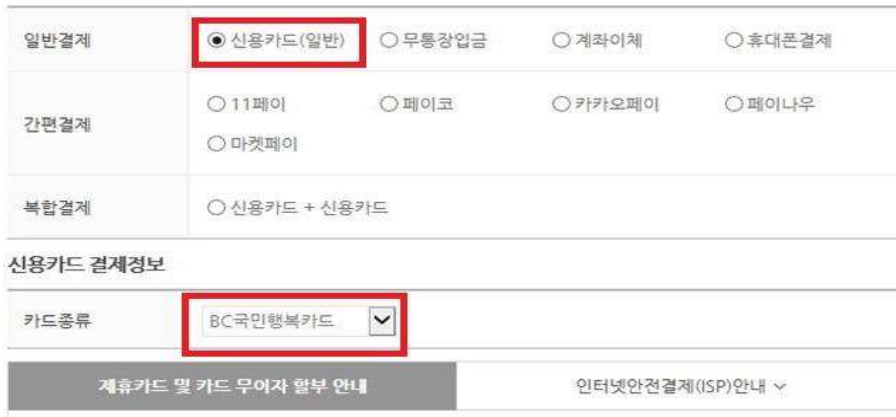 일반결제 신용카드(일반) 무통장입금 계좌이체 휴대폰결제
간편결제 11페이 페이코 카카오페이 페이나우
마켓페이
복합결제 신용카드 + 신용카드
신용카드 결제정보
카드종류 BC국민행복카드
제휴카드 및 카드 무이자 할부 안내 인터넷안전결제(ISP)안내